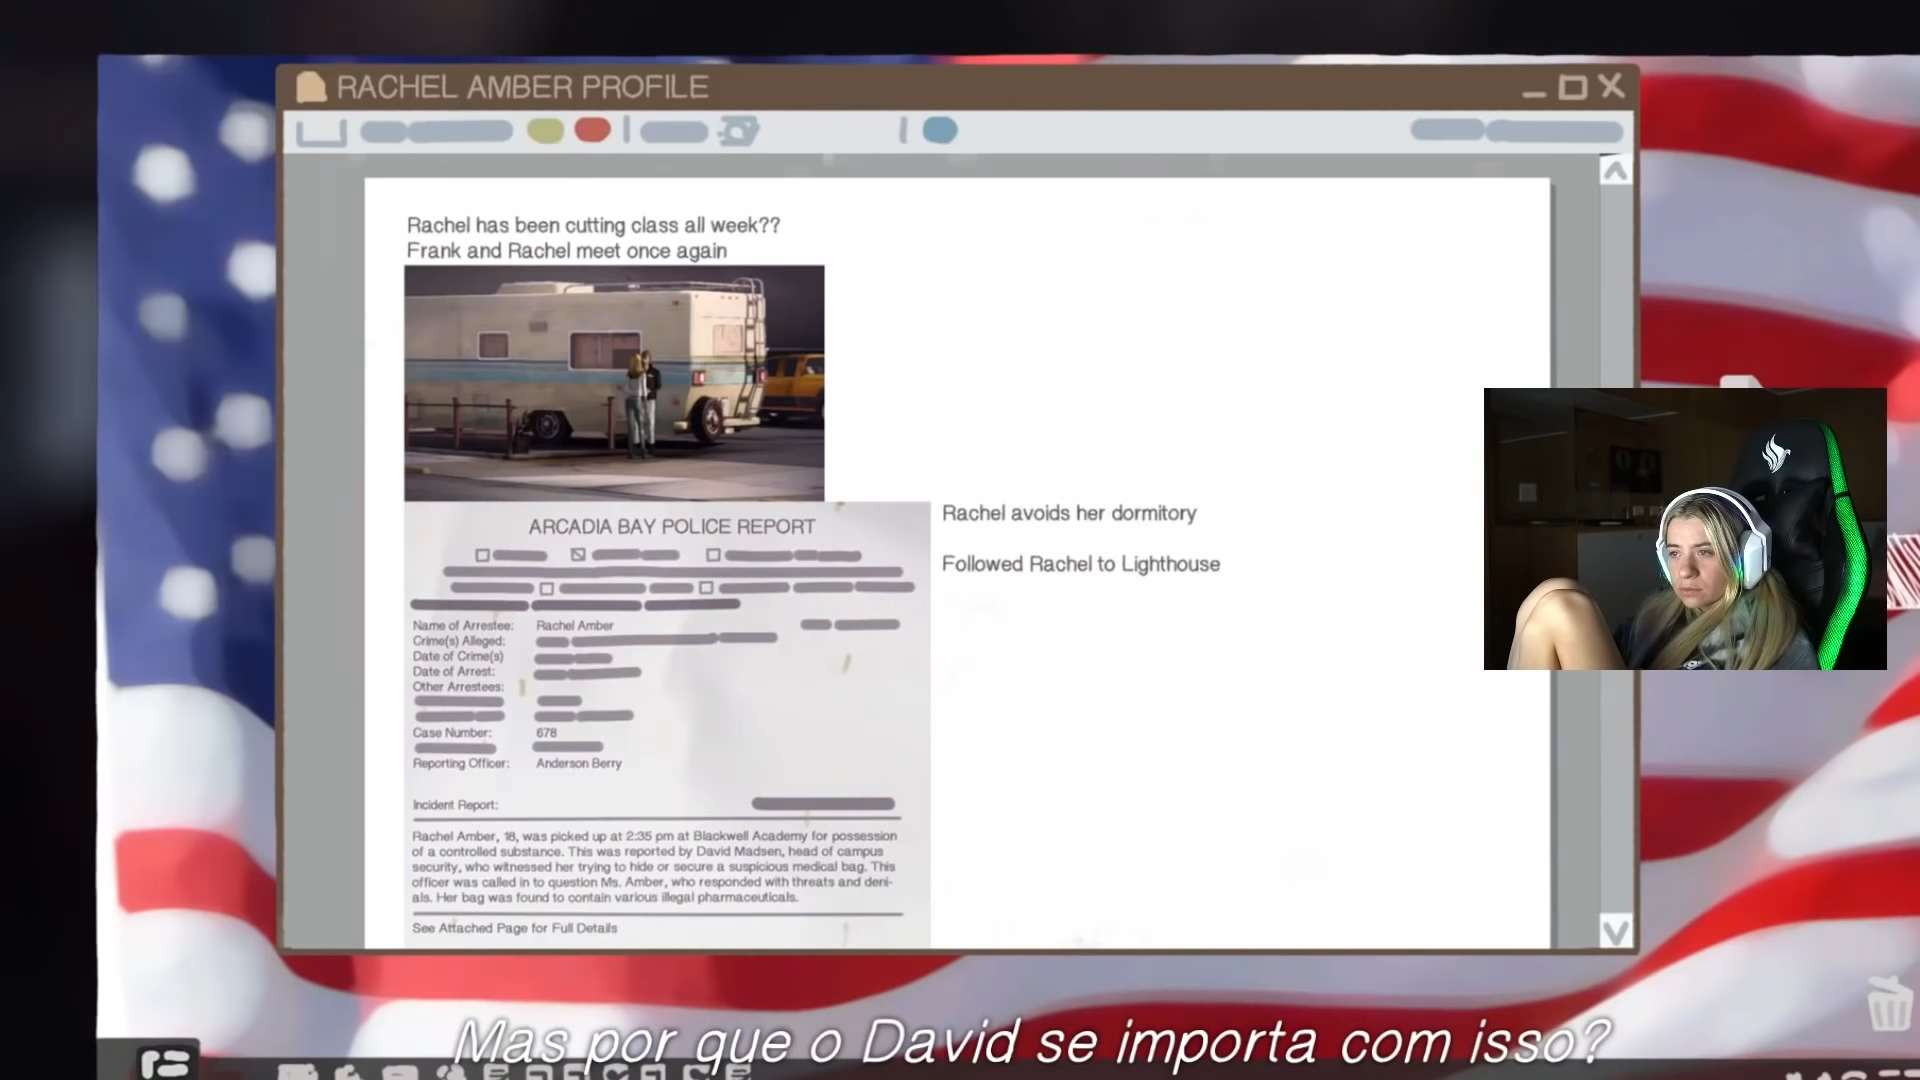 RACHEL AMBER PROFILE
Rachel has been cutting class all week??
Frank and Rachel meet once again
ARCADIA BAY POLICE REPORT
Name of Arrestee: Rachel Amber
Crime(s) Alleged:
Date of Crime(s)
Date of Arrest:
Other Arrestees:
Case Number: 678
Reporting Officer: Anderson Berry
Incident Report:
Rachel Amber, 18, was picked up at 2:35 pm at Blackwell Academy for possession
of a controlled substance. This was reported by David Madsen, head of campus
security, who witnessed her trying to hide or secure a suspicious medical bag. This
officer was called in to question Ms. Amber, who responded with threats and deni-
als. Her bag was found to contain various illegal pharmaceuticals.
See Attached Page for Full Details
Rachel avoids her dormitory
Followed Rachel to Lighthouse
Mas por que o David se importa com isso?